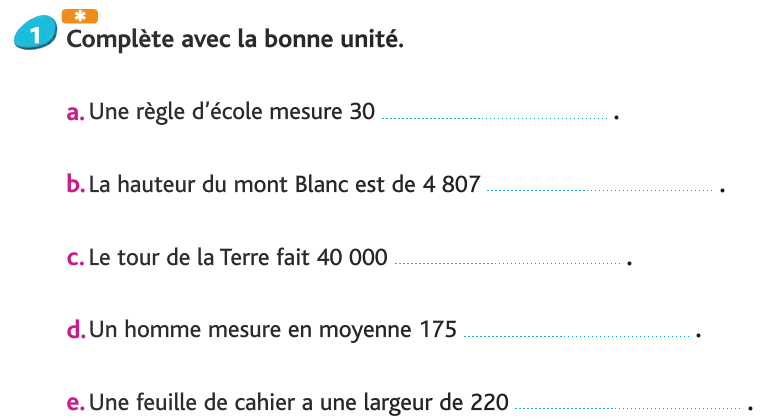 *
1 Complète avec la bonne unité.
a. Une règle d'école mesure 30 .................... .
b. La hauteur du mont Blanc est de 4 807 .................... .
c. Le tour de la Terre fait 40 000 .................... .
d. Un homme mesure en moyenne 175 .................... .
e. Une feuille de cahier a une largeur de 220 .................... .